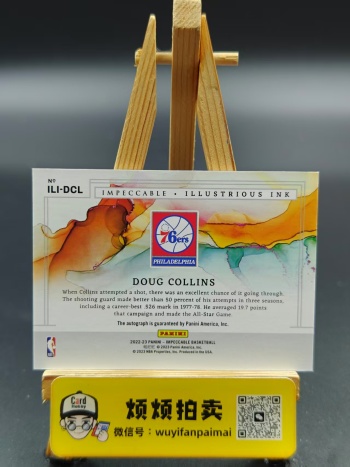 Nº
ILI-DCL
IMPECCABLE • ILLUSTRIOUS INK
76ers
PHILADELPHIA
DOUG COLLINS
When Collins attempted a shot, there was an excellent chance of it going through.
The shooting guard made better than 50 percent of his attempts in three seasons,
including a career-best .526 mark in 1977-78. He averaged 19.7 points
that campaign and made the All-Star Game.
The autograph is guaranteed by Panini America, Inc.
PANINI
2022-23 PANINI – IMPECCABLE BASKETBALL
© 2023 Panini America, Inc.
© 2023 NBA Properties, Inc. Produced in the USA.
NBA
Card
烦烦拍卖
微信号：wuyifanpaimai